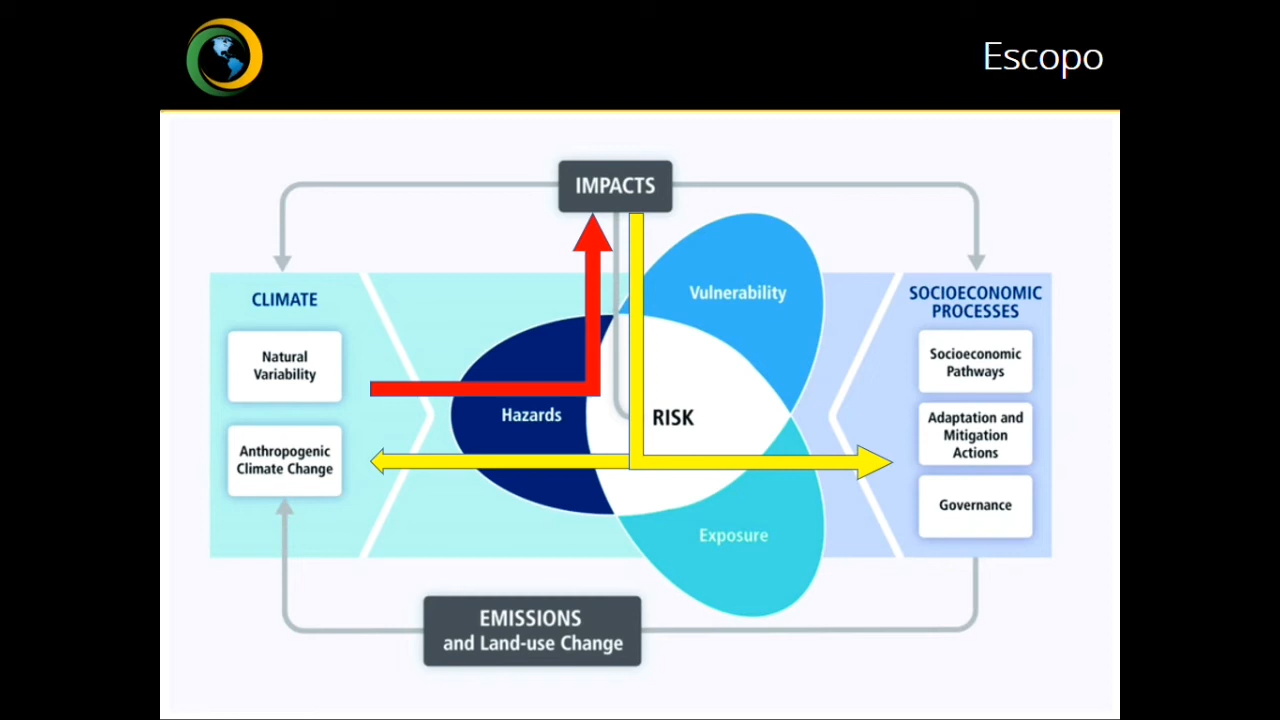 Escopo
IMPACTS
CLIMATE
Natural
Variability
Anthropogenic
Climate Change
Vulnerability
Hazards
RISK
Exposure
SOCIOECONOMIC
PROCESSES
Socioeconomic
Pathways
Adaptation and
Mitigation
Actions
Governance
EMISSIONS
and Land-use Change